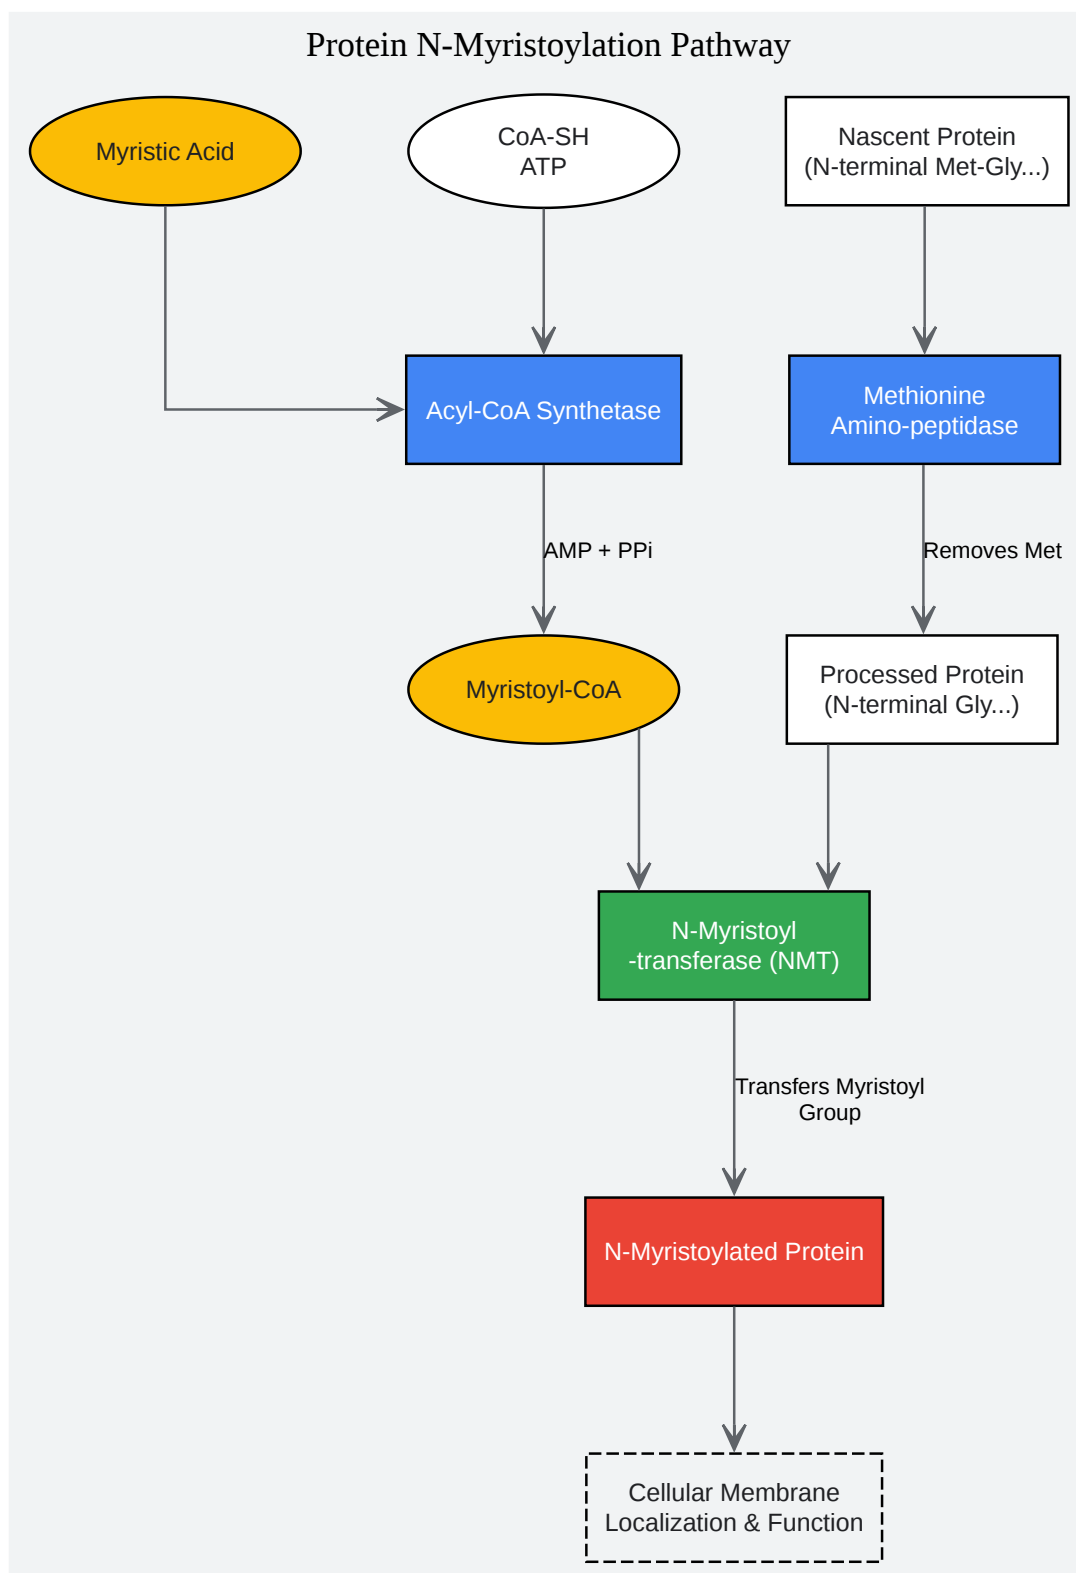 Protein N-Myristoylation Pathway
Myristic Acid
CoA-SH
ATP
Nascent Protein
(N-terminal Met-Gly...)
Acyl-CoA Synthetase
Methionine
Amino-peptidase
AMP + PPi
Removes Met
Myristoyl-CoA
Processed Protein
(N-terminal Gly...)
N-Myristoyl
-transferase (NMT)
Transfers Myristoyl
Group
N-Myristoylated Protein
Cellular Membrane
Localization & Function